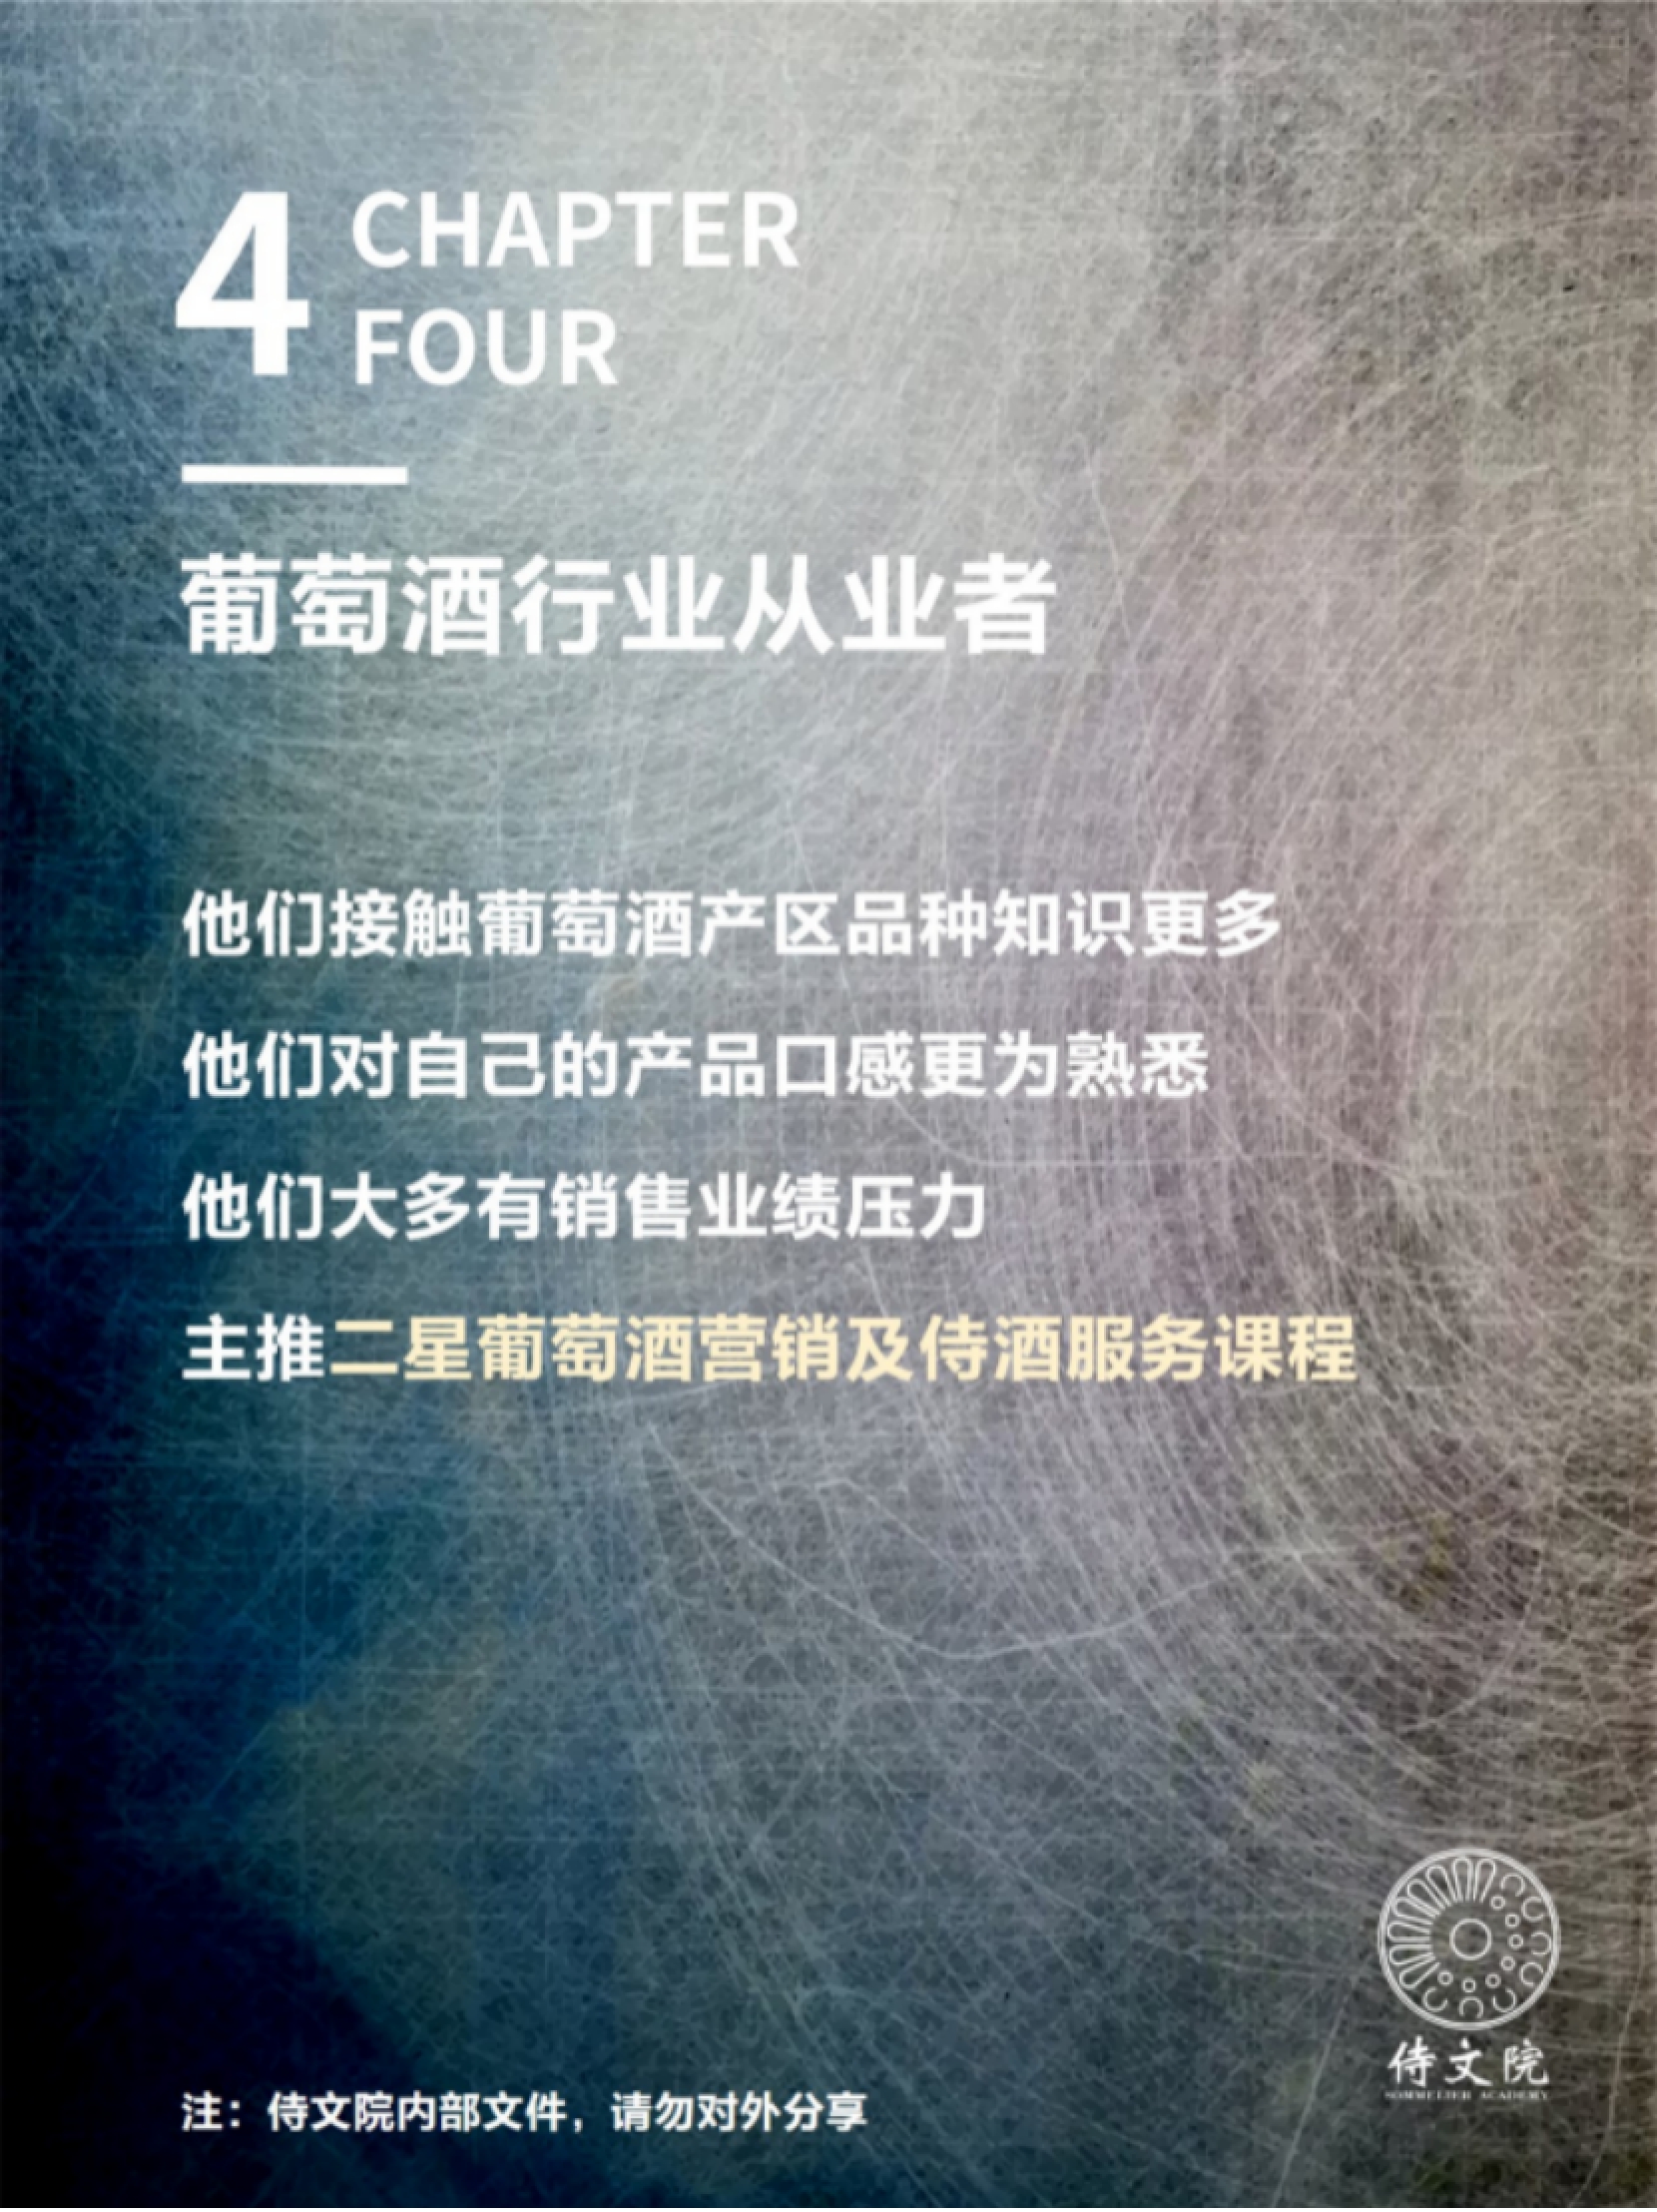 4 CHAPTER
FOUR
葡萄酒行业从业者
他们接触葡萄酒产区品种知识更多
他们对自己的产品口感更为熟悉
他们大多有销售业绩压力
主推二星葡萄酒营销及侍酒服务课程
侍文院
SOMMELIER ACADEMY
注：侍文院内部文件，请勿对外分享